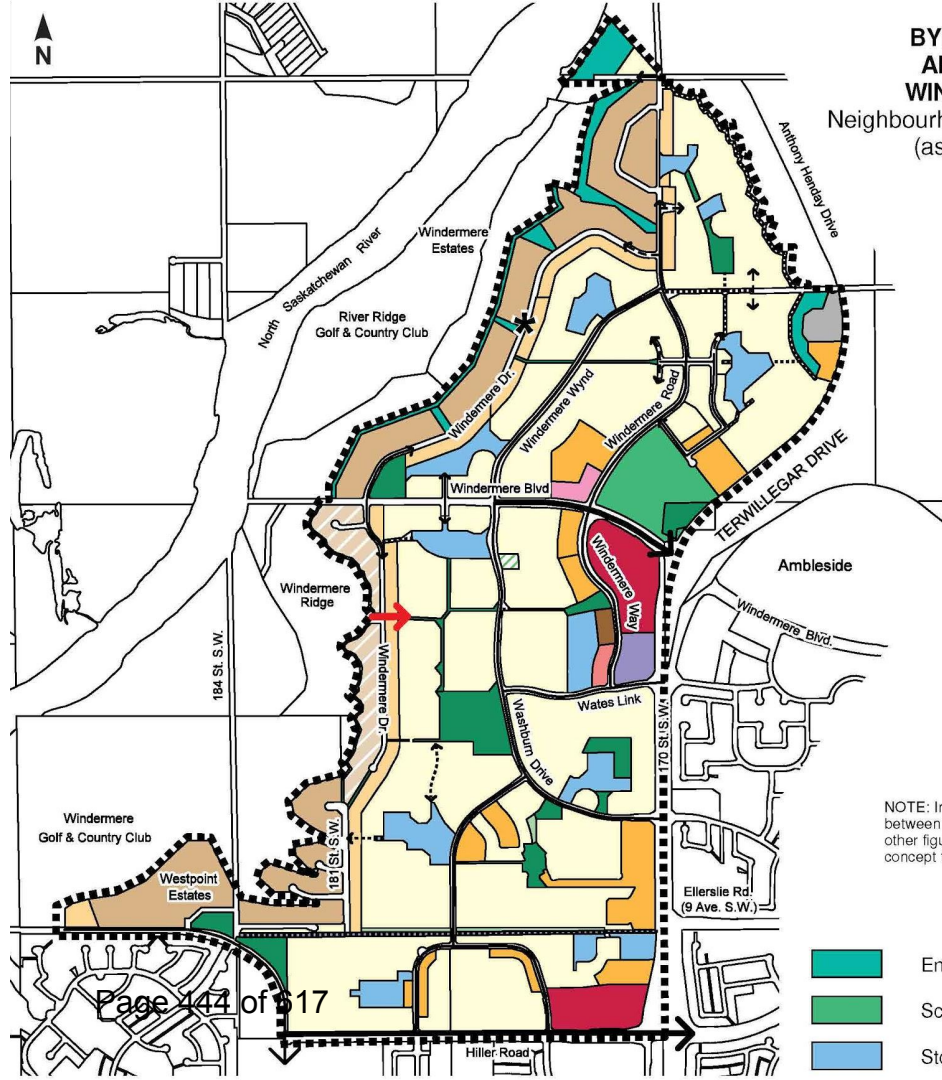 N
BY
WIN
Neighbourh
(as
Anthony Henday Drive
North Saskatchewan River
Windermere
Estates
River Ridge
Golf & Country Club
Windermere Dr.
Windermere Wynd
Windermere Road
Windermere Blvd
TERWILLEGAR DRIVE
Ambleside
Windermere Blvd.
Windermere Way
Windermere
Ridge
184 St. S.W.
Windermere Dr.
Wates Link
Washburn Drive
170 St. S.W.
NOTE: In
between
other figu
concept
Windermere
Golf & Country Club
181 St. S.W.
Westpoint
Estates
Ellerslie Rd.
(9 Ave. S.W.)
En
Sc
Sto
Page 444 of 617
Hiller Road